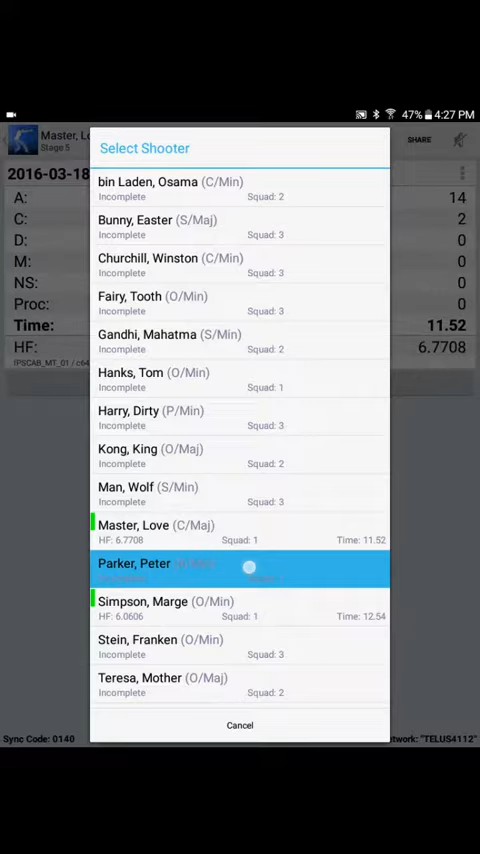 47% 4:27 PM
Master, Lo
Stage 5
SHARE
Select Shooter
2016-03-18
bin Laden, Osama (C/Min)
Incomplete Squad: 2
A: 14
Bunny, Easter (S/Maj)
Incomplete Squad: 3
C: 2
D: 0
Churchill, Winston (C/Min)
Incomplete Squad: 3
M: 0
NS: 0
Fairy, Tooth (O/Min)
Incomplete Squad: 3
Proc: 0
Time: 11.52
Gandhi, Mahatma (S/Min)
Incomplete Squad: 2
HF: 6.7708
IPSCAB_MT_01 / c64
Hanks, Tom (O/Min)
Incomplete Squad: 1
Harry, Dirty (P/Min)
Incomplete Squad: 3
Kong, King (O/Maj)
Incomplete Squad: 2
Man, Wolf (S/Min)
Incomplete Squad: 3
Master, Love (C/Maj)
HF: 6.7708 Squad: 1 Time: 11.52
Parker, Peter
Simpson, Marge (O/Min)
HF: 6.0606 Squad: 1 Time: 12.54
Stein, Franken (O/Min)
Incomplete Squad: 3
Teresa, Mother (O/Maj)
Incomplete Squad: 2
Cancel
Sync Code: 0140 twork: "TELUS4112"